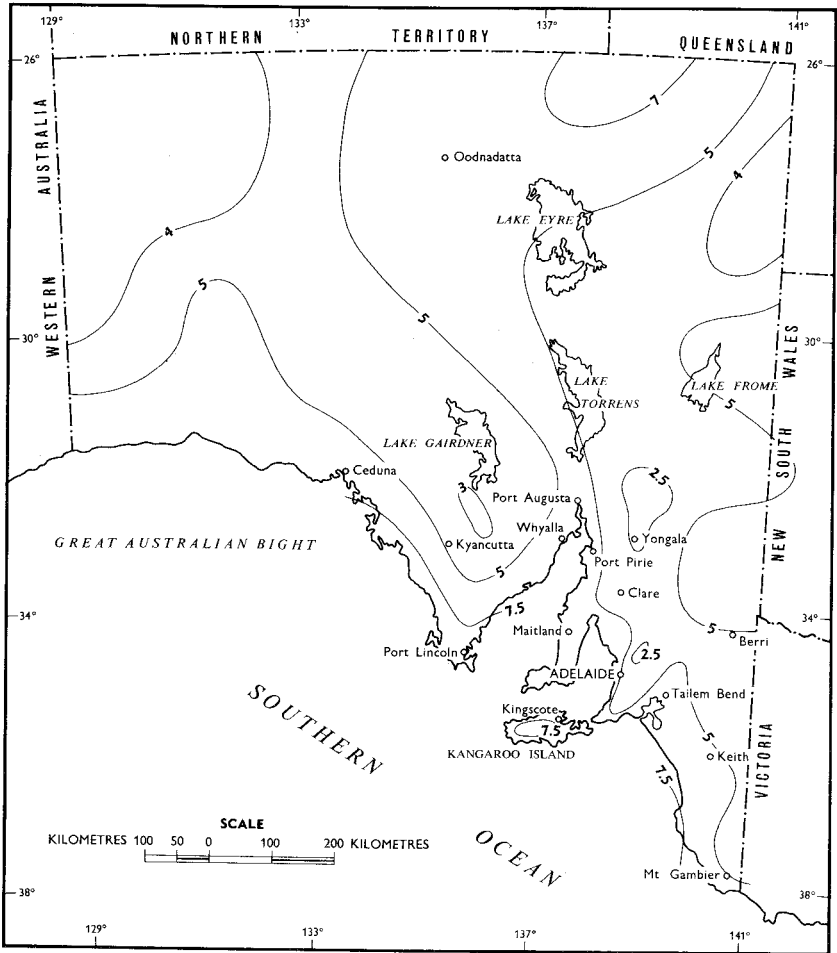 129° 133° 137° 141°
NORTHERN TERRITORY QUEENSLAND
26° 26°
7
Oodnadatta
5
4
AUSTRALIA
LAKE EYRE
4
5
WESTERN
30° 30°
5
LAKE
TORRENS
LAKE FROME
5
WALES
LAKE GAIRDNER
SOUTH
NEW
Ceduna
3
2.5
Port Augusta
Whyalla
Yongala
GREAT AUSTRALIAN BIGHT
Kyancutta
Port Pirie
5
Clare
7.5
34° 34°
Maitland
5
Berri
Port Lincoln
2.5
ADELAIDE
Tailem Bend
SOUTHERN
Kingscote
7.5
KANGAROO ISLAND
5
Keith
7.5
VICTORIA
SCALE
KILOMETRES 100 50 0 100 200 KILOMETRES
OCEAN
Mt Gambier
38° 38°
129° 133° 137° 141°